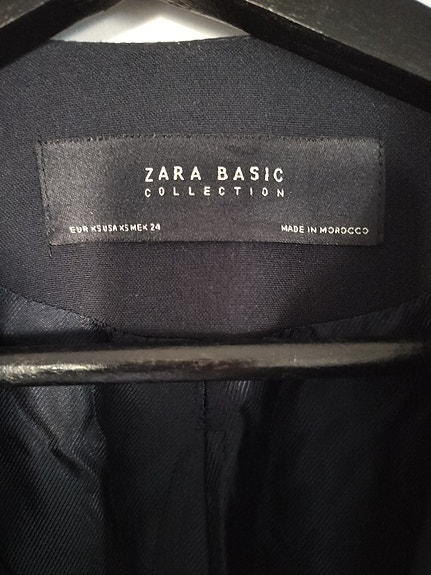 ZARA BASIC
COLLECTION
EUR XS USA XS MEX 24
MADE IN MOROCCO